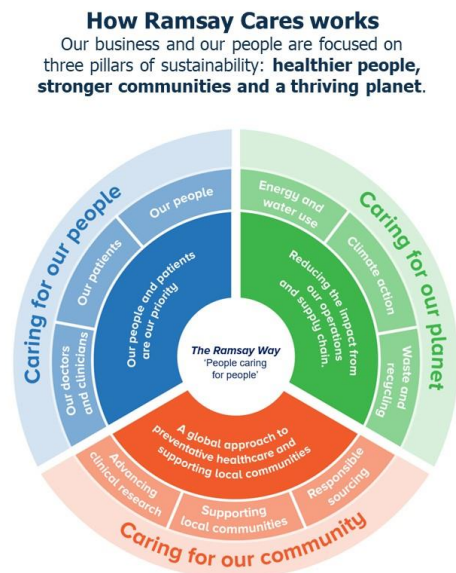 How Ramsay Cares works
Our business and our people are focused on
three pillars of sustainability: healthier people,
stronger communities and a thriving planet.
Caring for our people
Our doctors
and clinicians
Our patients
Our people
Our people and patients
are our priority
Caring for our planet
Energy and
water use
Climate action
Waste and
recycling
Reducing the impact from
our operations
and supply chain.
The Ramsay Way
‘People caring
for people’
A global approach to
preventative healthcare and
supporting local communities
Advancing
clinical research
Supporting
local communities
Responsible
sourcing
Caring for our community